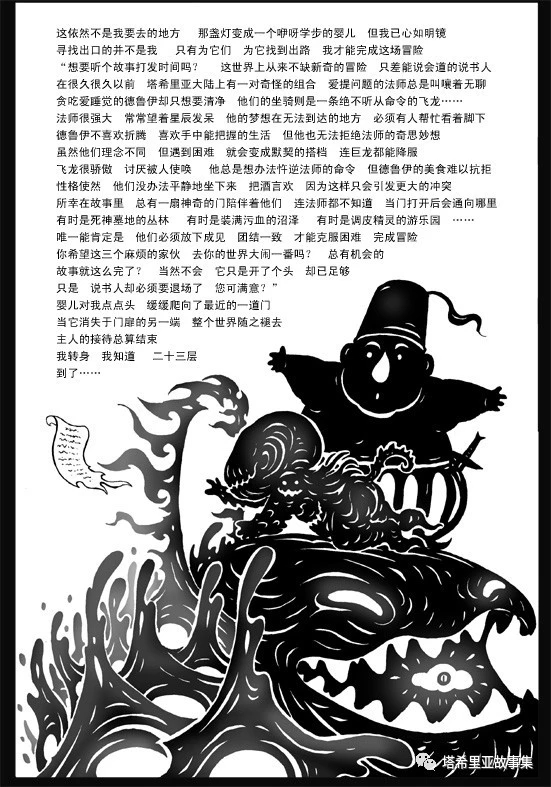 这依然不是我要去的地方　那盏灯变成一个咿呀学步的婴儿　但我已心如明镜
寻找出口的并不是我　只有为它们　为它找到出路　我才能完成这场冒险
“想要听个故事打发时间吗？　这世界上从来不缺新奇的冒险　只差能说会道的说书人
在很久很久以前　塔希里亚大陆上有一对奇怪的组合　爱提问题的法师总是叫嚷着无聊
贪吃爱睡觉的德鲁伊却只想要清净　他们的坐骑则是一条绝不听从命令的飞龙……
法师很强大　常常望着星辰发呆　他的梦想在无法到达的地方　必须有人帮忙看着脚下
德鲁伊不喜欢折腾　喜欢手中能把握的生活　但他也无法拒绝法师的奇思妙想
虽然他们理念不同　但遇到困难　就会变成默契的搭档　连巨龙都能降服
飞龙很骄傲　讨厌被人使唤　他总是想办法忤逆法师的命令　但德鲁伊的美食难以抗拒
性格使然　他们没办法平静地坐下来　把酒言欢　因为这样只会引发更大的冲突
所幸在故事里　总有一扇神奇的门陪伴着他们　连法师都不知道　当门打开后会通向哪里
有时是死神墓地的丛林　有时是装满污血的沼泽　有时是调皮精灵的游乐园　……
唯一能肯定是　他们必须放下成见　团结一致　才能克服困难　完成冒险
你希望这三个麻烦的家伙　去你的世界大闹一番吗？　总有机会的
故事就这么完了？　当然不会　它只是开了个头　却已足够
只是　说书人却必须要退场了　您可满意？”
婴儿对我点点头　缓缓爬向了最近的一道门
当它消失于门扉的另一端　整个世界随之褪去
主人的接待总算结束
我转身　我知道　二十三层
到了……
塔希里亚故事集